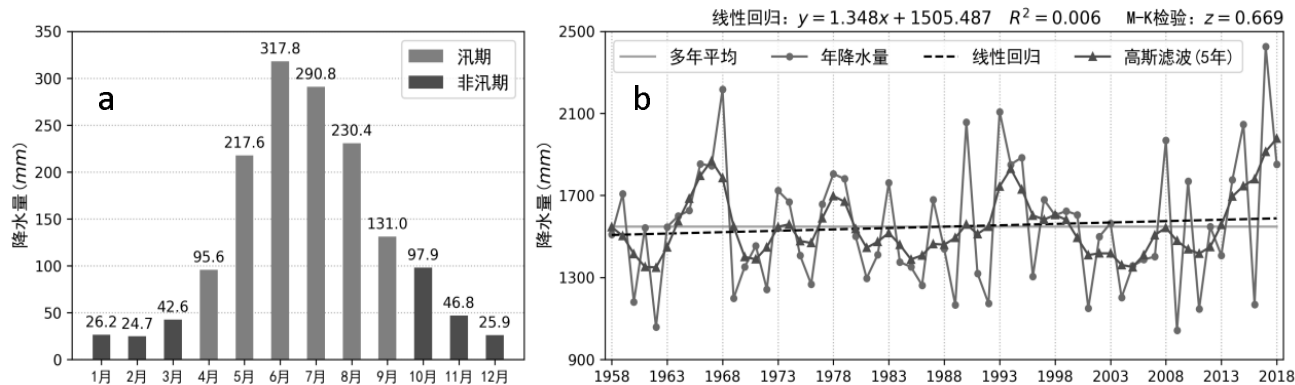 线性回归: y = 1.348x + 1505.487 R² = 0.006 M-K检验: z = 0.669
a
汛期
非汛期
降水量(mm)
350
300
250
200
150
100
50
0
26.2 24.7 42.6 95.6 217.6 317.8 290.8 230.4 131.0 97.9 46.8 25.9
1月 2月 3月 4月 5月 6月 7月 8月 9月 10月 11月 12月
b
多年平均 年降水量 线性回归 高斯滤波(5年)
降水量(mm)
2500
2100
1700
1300
900
1958 1963 1968 1973 1978 1983 1988 1993 1998 2003 2008 2013 2018